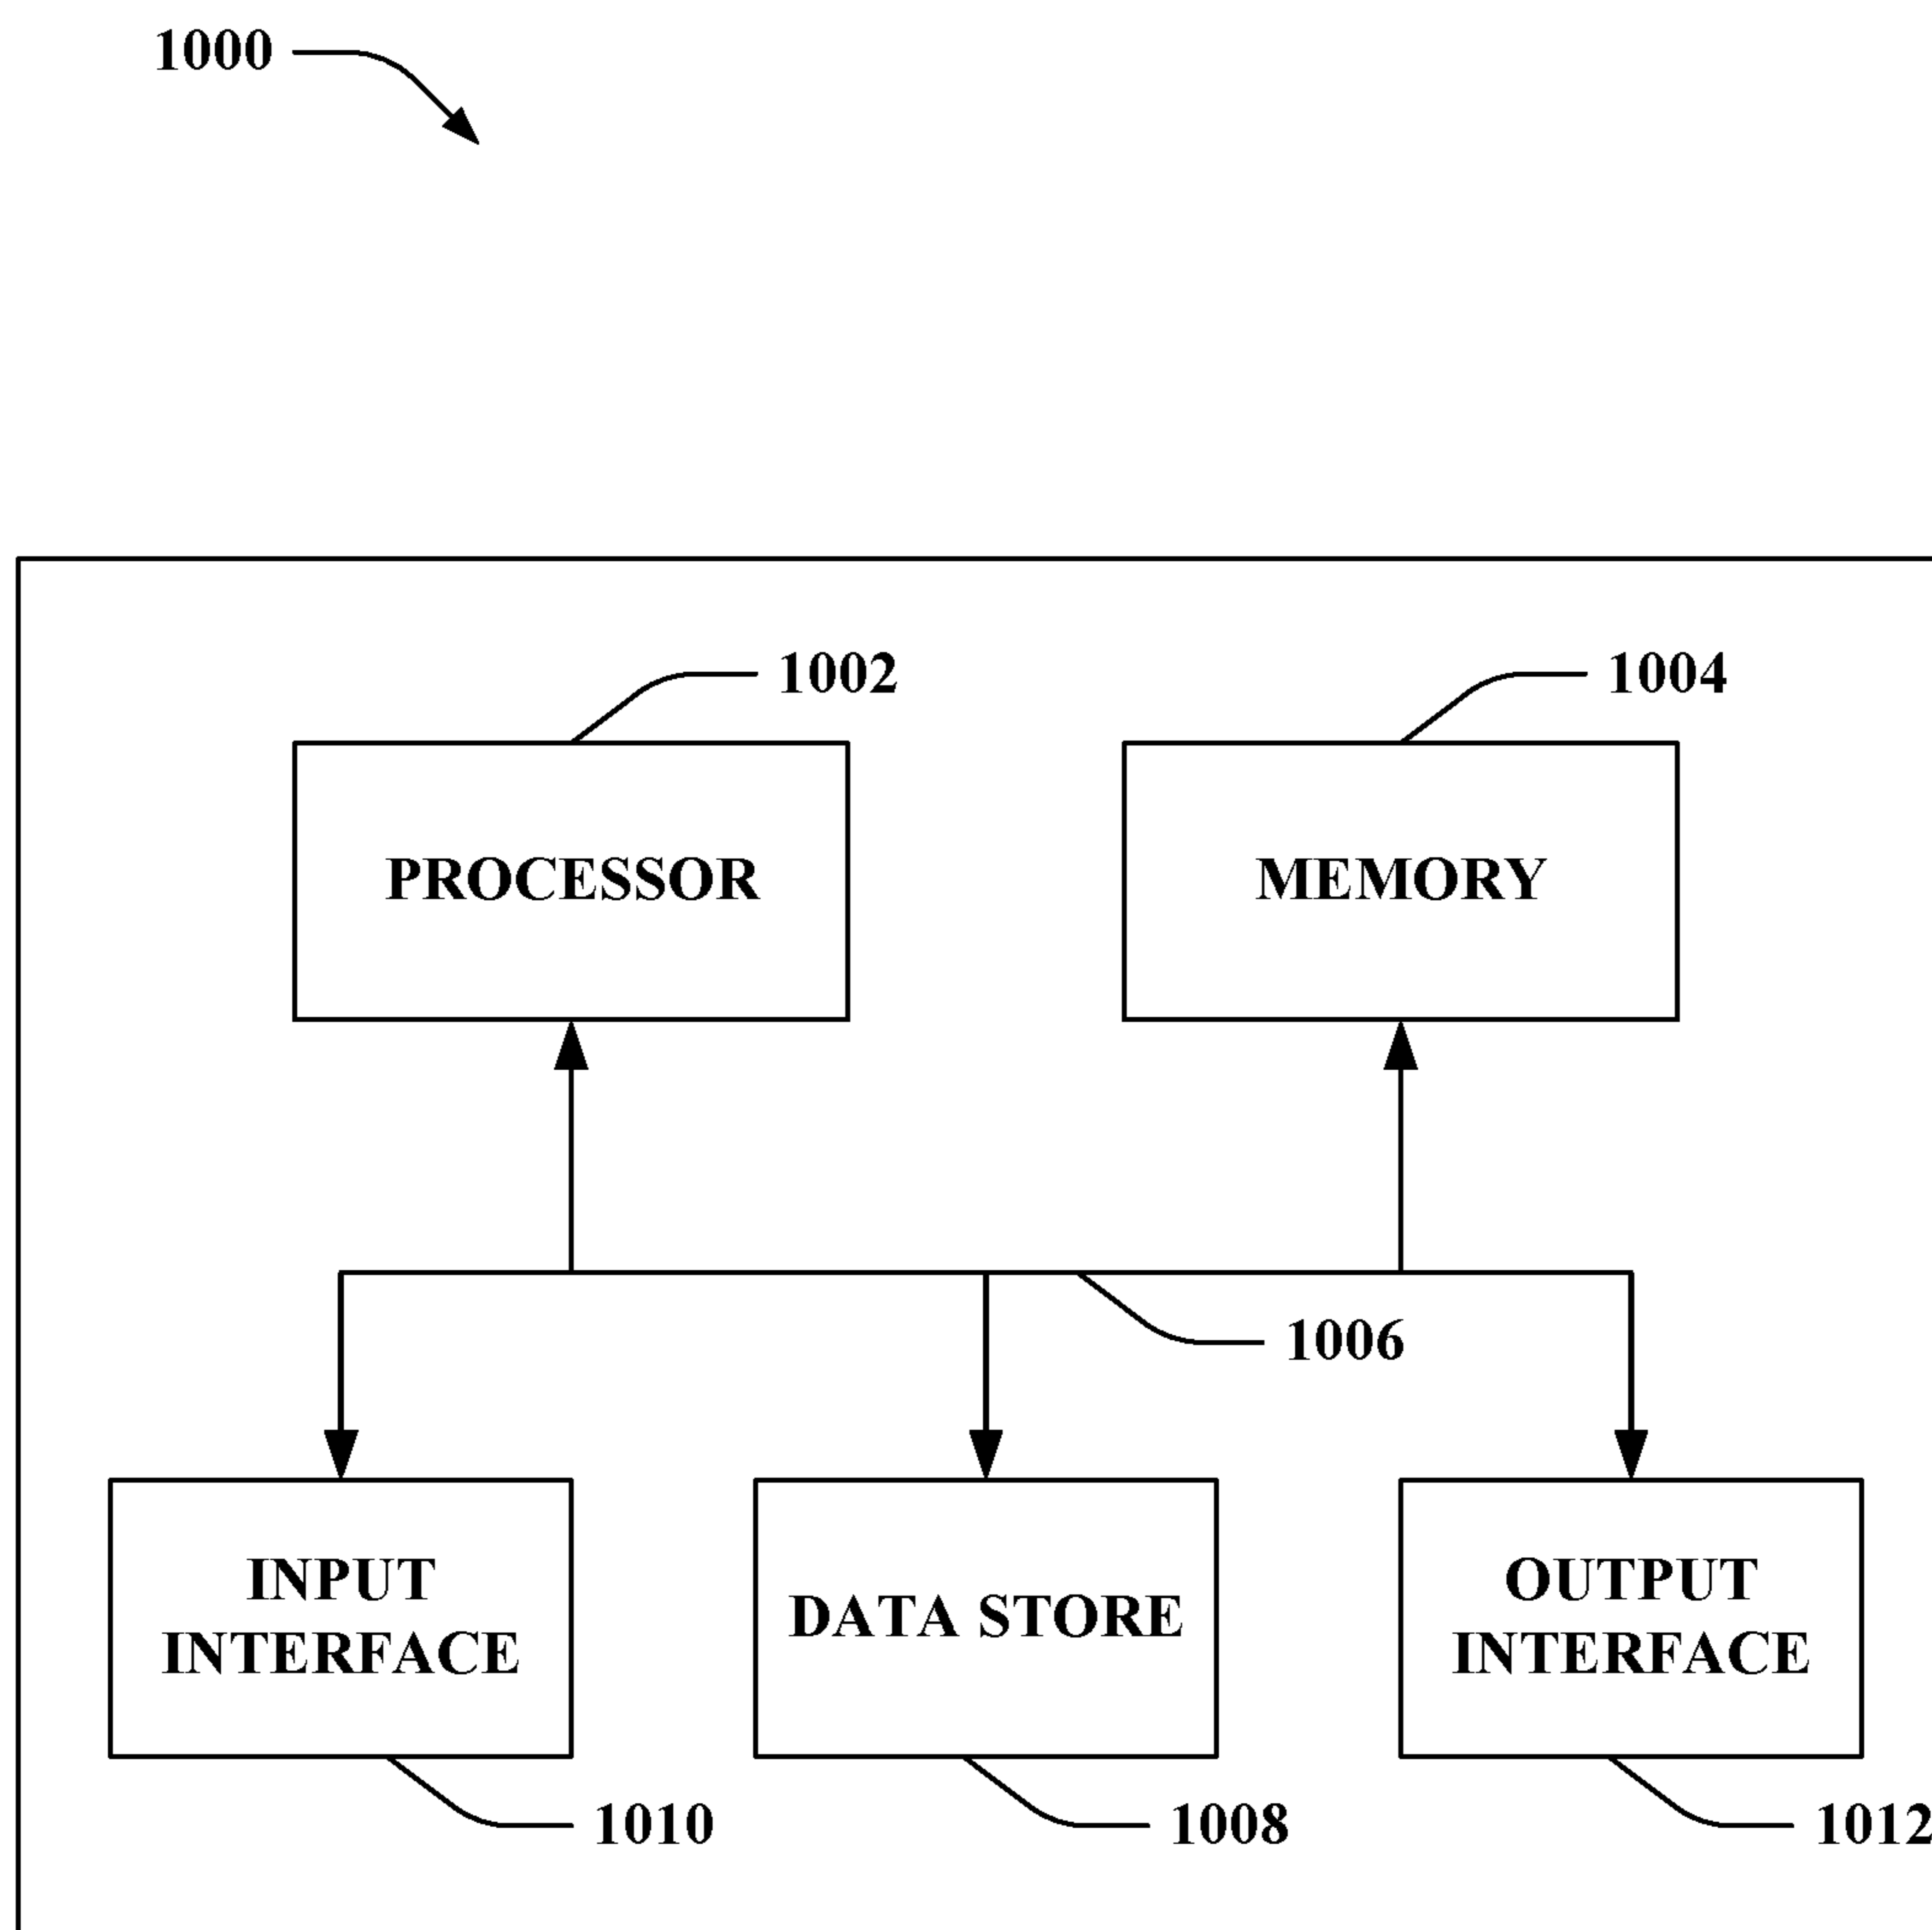 1000
1002
1004
PROCESSOR
MEMORY
1006
INPUT
INTERFACE
DATA STORE
OUTPUT
INTERFACE
1010
1008
1012